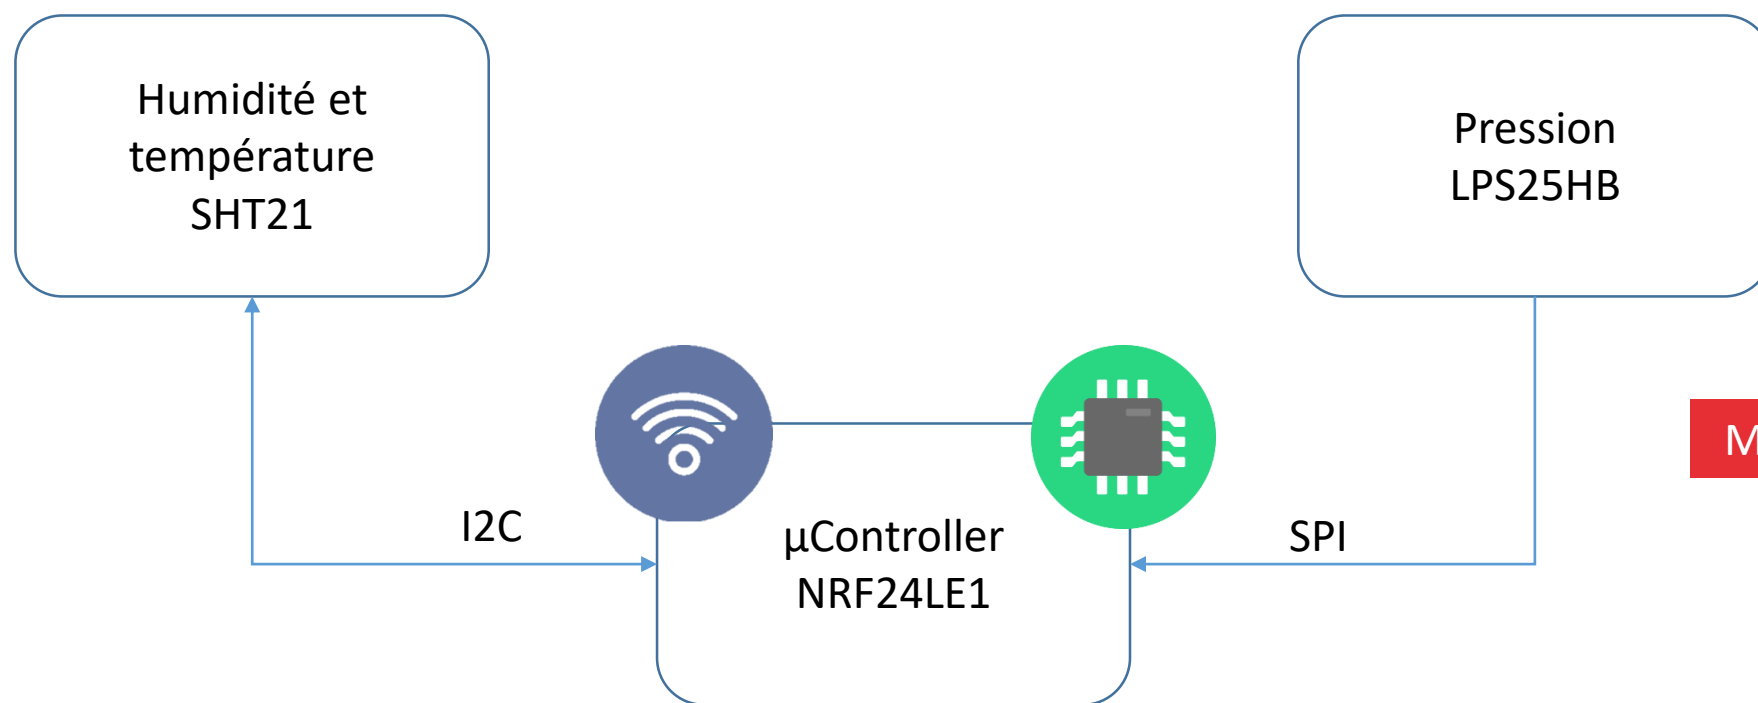 Humidité et
température
SHT21
Pression
LPS25HB
I2C
µController
NRF24LE1
SPI
M